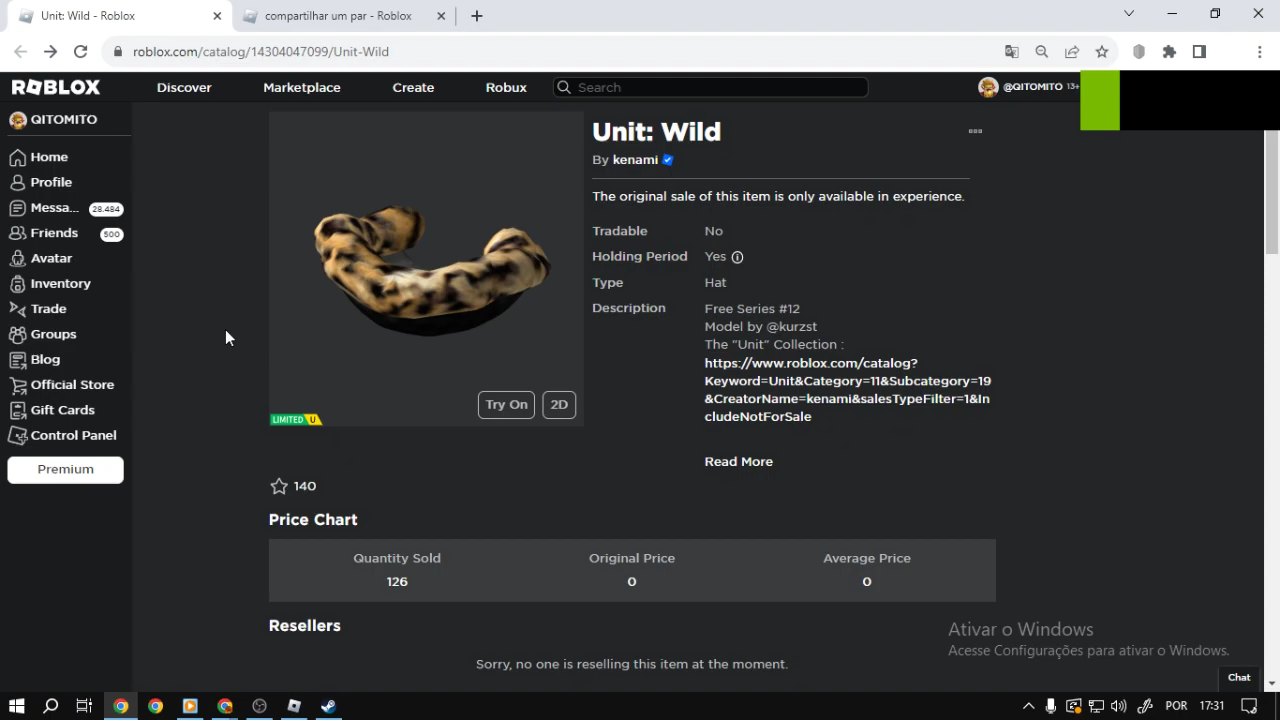 Unit: Wild - Roblox
compartilhar um par - Roblox
roblox.com/catalog/14304047099/Unit-Wild
ROBLOX
Discover
Marketplace
Create
Robux
Search
@QITOMITO 13+
QITOMITO
Home
Profile
Messa... 28.484
Friends 500
Avatar
Inventory
Trade
Groups
Blog
Official Store
Gift Cards
Control Panel
Premium
LIMITED U
Try On
2D
140
Unit: Wild
By kenami
The original sale of this item is only available in experience.
Tradable No
Holding Period Yes
Type Hat
Description Free Series #12
Model by @kurzst
The "Unit" Collection :
https://www.roblox.com/catalog?
Keyword=Unit&Category=11&Subcategory=19
&CreatorName=kenami&salesTypeFilter=1&In
cludeNotForSale
Read More
Price Chart
Quantity Sold Original Price Average Price
126 0 0
Resellers
Sorry, no one is reselling this item at the moment.
Ativar o Windows
Acesse Configurações para ativar o Windows.
Chat
POR 17:31